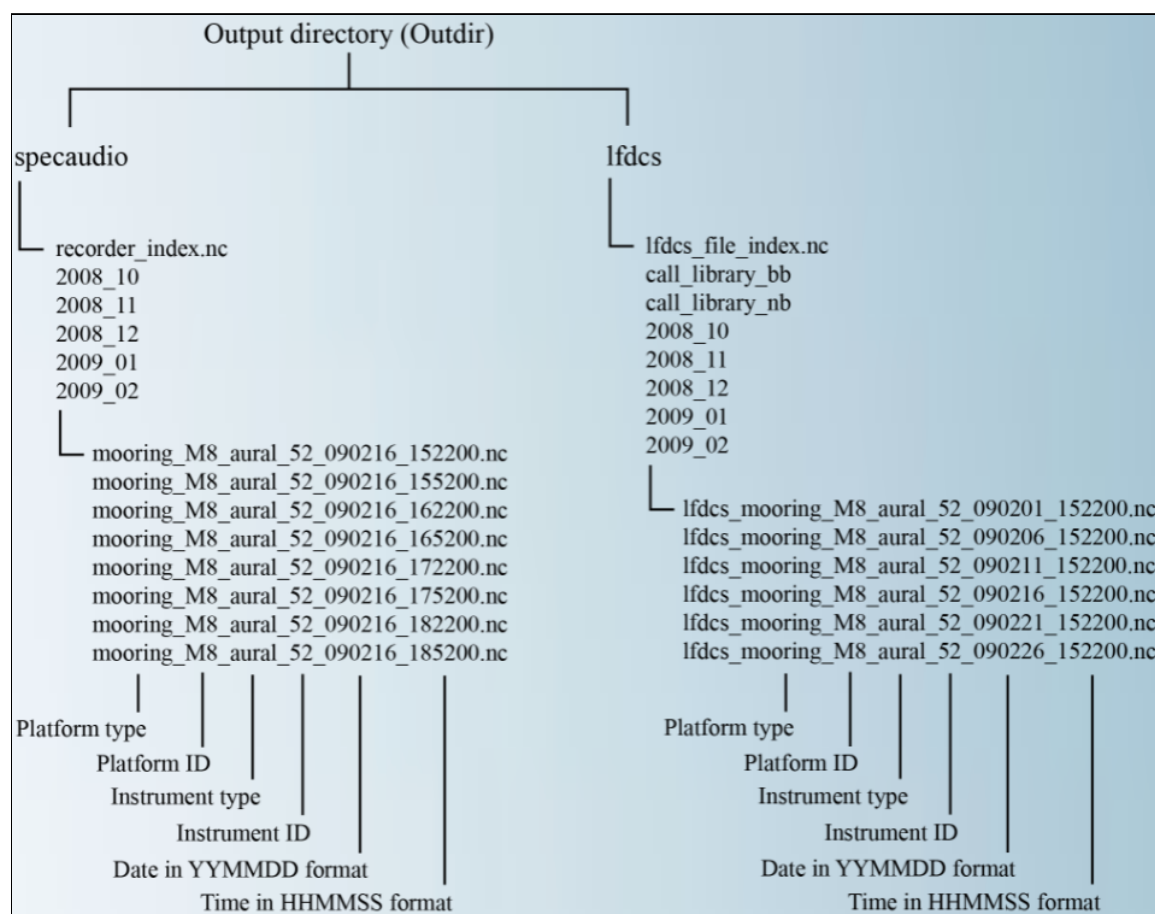 Output directory (Outdir)
specaudio
recorder_index.nc
2008_10
2008_11
2008_12
2009_01
2009_02
mooring_M8_aural_52_090216_152200.nc
mooring_M8_aural_52_090216_155200.nc
mooring_M8_aural_52_090216_162200.nc
mooring_M8_aural_52_090216_165200.nc
mooring_M8_aural_52_090216_172200.nc
mooring_M8_aural_52_090216_175200.nc
mooring_M8_aural_52_090216_182200.nc
mooring_M8_aural_52_090216_185200.nc
Platform type
Platform ID
Instrument type
Instrument ID
Date in YYMMDD format
Time in HHMMSS format
lfdcs
lfdcs_file_index.nc
call_library_bb
call_library_nb
2008_10
2008_11
2008_12
2009_01
2009_02
lfdcs_mooring_M8_aural_52_090201_152200.nc
lfdcs_mooring_M8_aural_52_090206_152200.nc
lfdcs_mooring_M8_aural_52_090211_152200.nc
lfdcs_mooring_M8_aural_52_090216_152200.nc
lfdcs_mooring_M8_aural_52_090221_152200.nc
lfdcs_mooring_M8_aural_52_090226_152200.nc
Platform type
Platform ID
Instrument type
Instrument ID
Date in YYMMDD format
Time in HHMMSS format